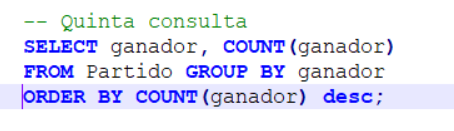 -- Quinta consulta
SELECT ganador, COUNT(ganador)
FROM Partido GROUP BY ganador
ORDER BY COUNT(ganador) desc;